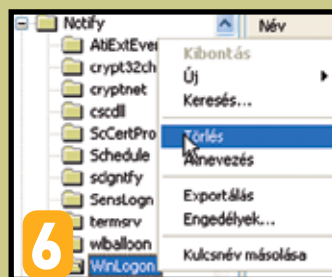 Notify
Név
AtiExtEve
crypt32ch
cryptnet
cscdll
ScCertPro
Schedule
sclgntfy
SensLogn
termsrv
wlballoon
WinLogon
Kibontás
Új
Keresés...
Törlés
Átnevezés
Exportálás
Engedélyek...
Kulcsnév másolása
6